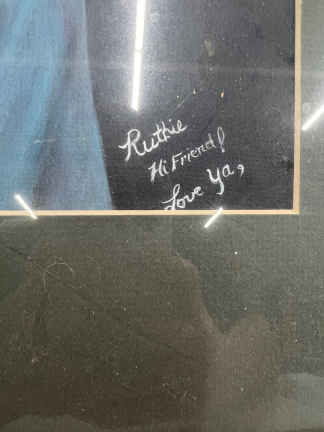 Ruthie
Hi Friend!
Love Ya,